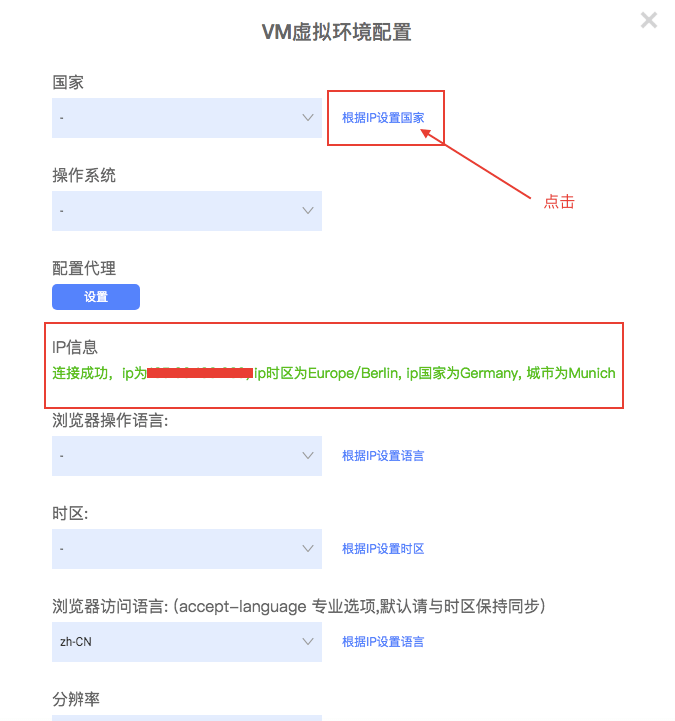 VM虚拟环境配置
国家
-
根据IP设置国家
操作系统
-
点击
配置代理
设置
IP信息
连接成功，ip为 ip时区为Europe/Berlin, ip国家为Germany, 城市为Munich
浏览器操作语言:
-
根据IP设置语言
时区:
-
根据IP设置时区
浏览器访问语言: (accept-language 专业选项,默认请与时区保持同步)
zh-CN
根据IP设置语言
分辨率